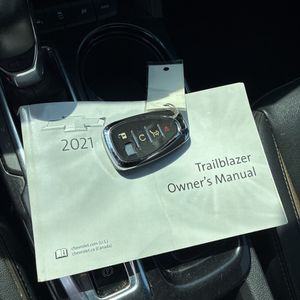 2021
Trailblazer
Owner's Manual
chevrolet.com (U.S.)
chevrolet.ca (Canada)